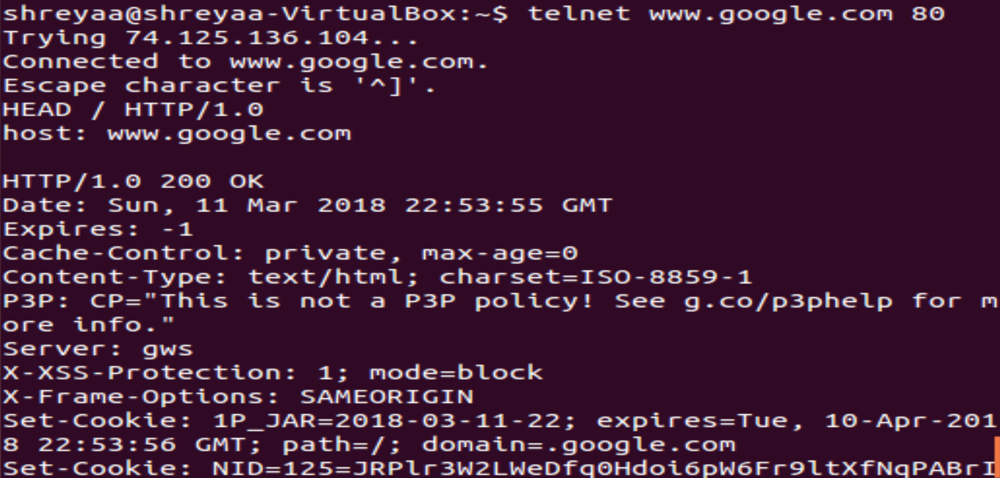 shreyaa@shreyaa-VirtualBox:~$ telnet www.google.com 80
Trying 74.125.136.104...
Connected to www.google.com.
Escape character is '^]'.
HEAD / HTTP/1.0
host: www.google.com
HTTP/1.0 200 OK
Date: Sun, 11 Mar 2018 22:53:55 GMT
Expires: -1
Cache-Control: private, max-age=0
Content-Type: text/html; charset=ISO-8859-1
P3P: CP="This is not a P3P policy! See g.co/p3phelp for m
ore info."
Server: gws
X-XSS-Protection: 1; mode=block
X-Frame-Options: SAMEORIGIN
Set-Cookie: 1P_JAR=2018-03-11-22; expires=Tue, 10-Apr-201
8 22:53:56 GMT; path=/; domain=.google.com
Set-Cookie: NID=125=JRPlr3W2LWeDfq0Hdoi6pW6Fr9ltXfNqPABrI